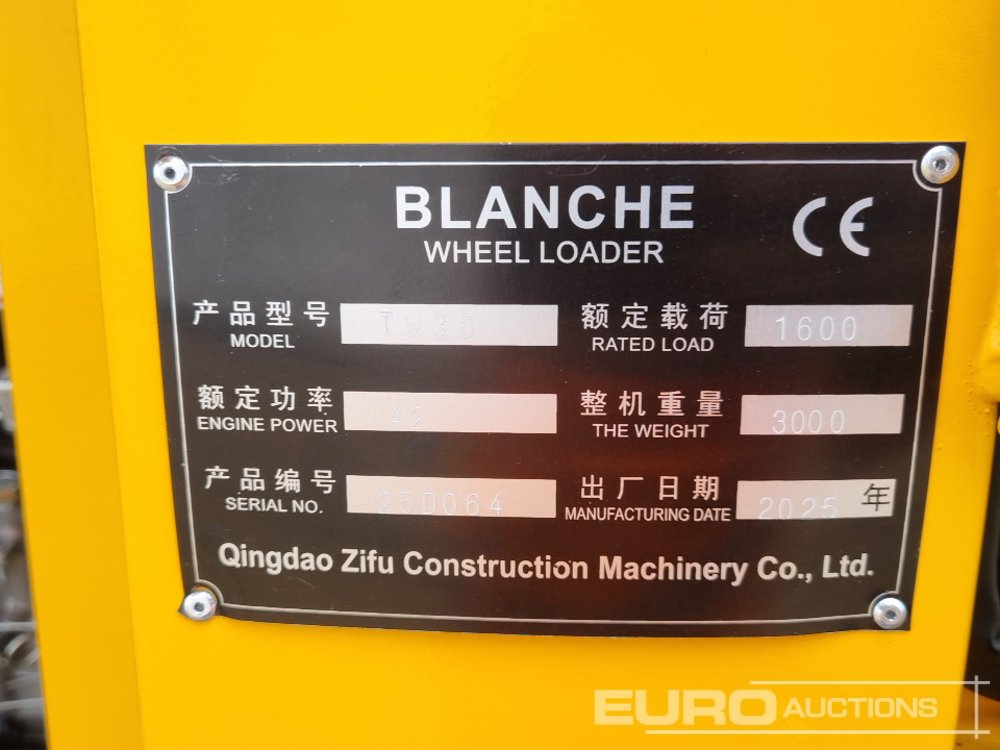 BLANCHE
WHEEL LOADER
CE
产品型号 TW36 额定载荷 1600
MODEL RATED LOAD
额定功率 42 整机重量 3000
ENGINE POWER THE WEIGHT
产品编号 25D064 出厂日期 2025 年
SERIAL NO. MANUFACTURING DATE
Qingdao Zifu Construction Machinery Co., Ltd.
EURO AUCTIONS